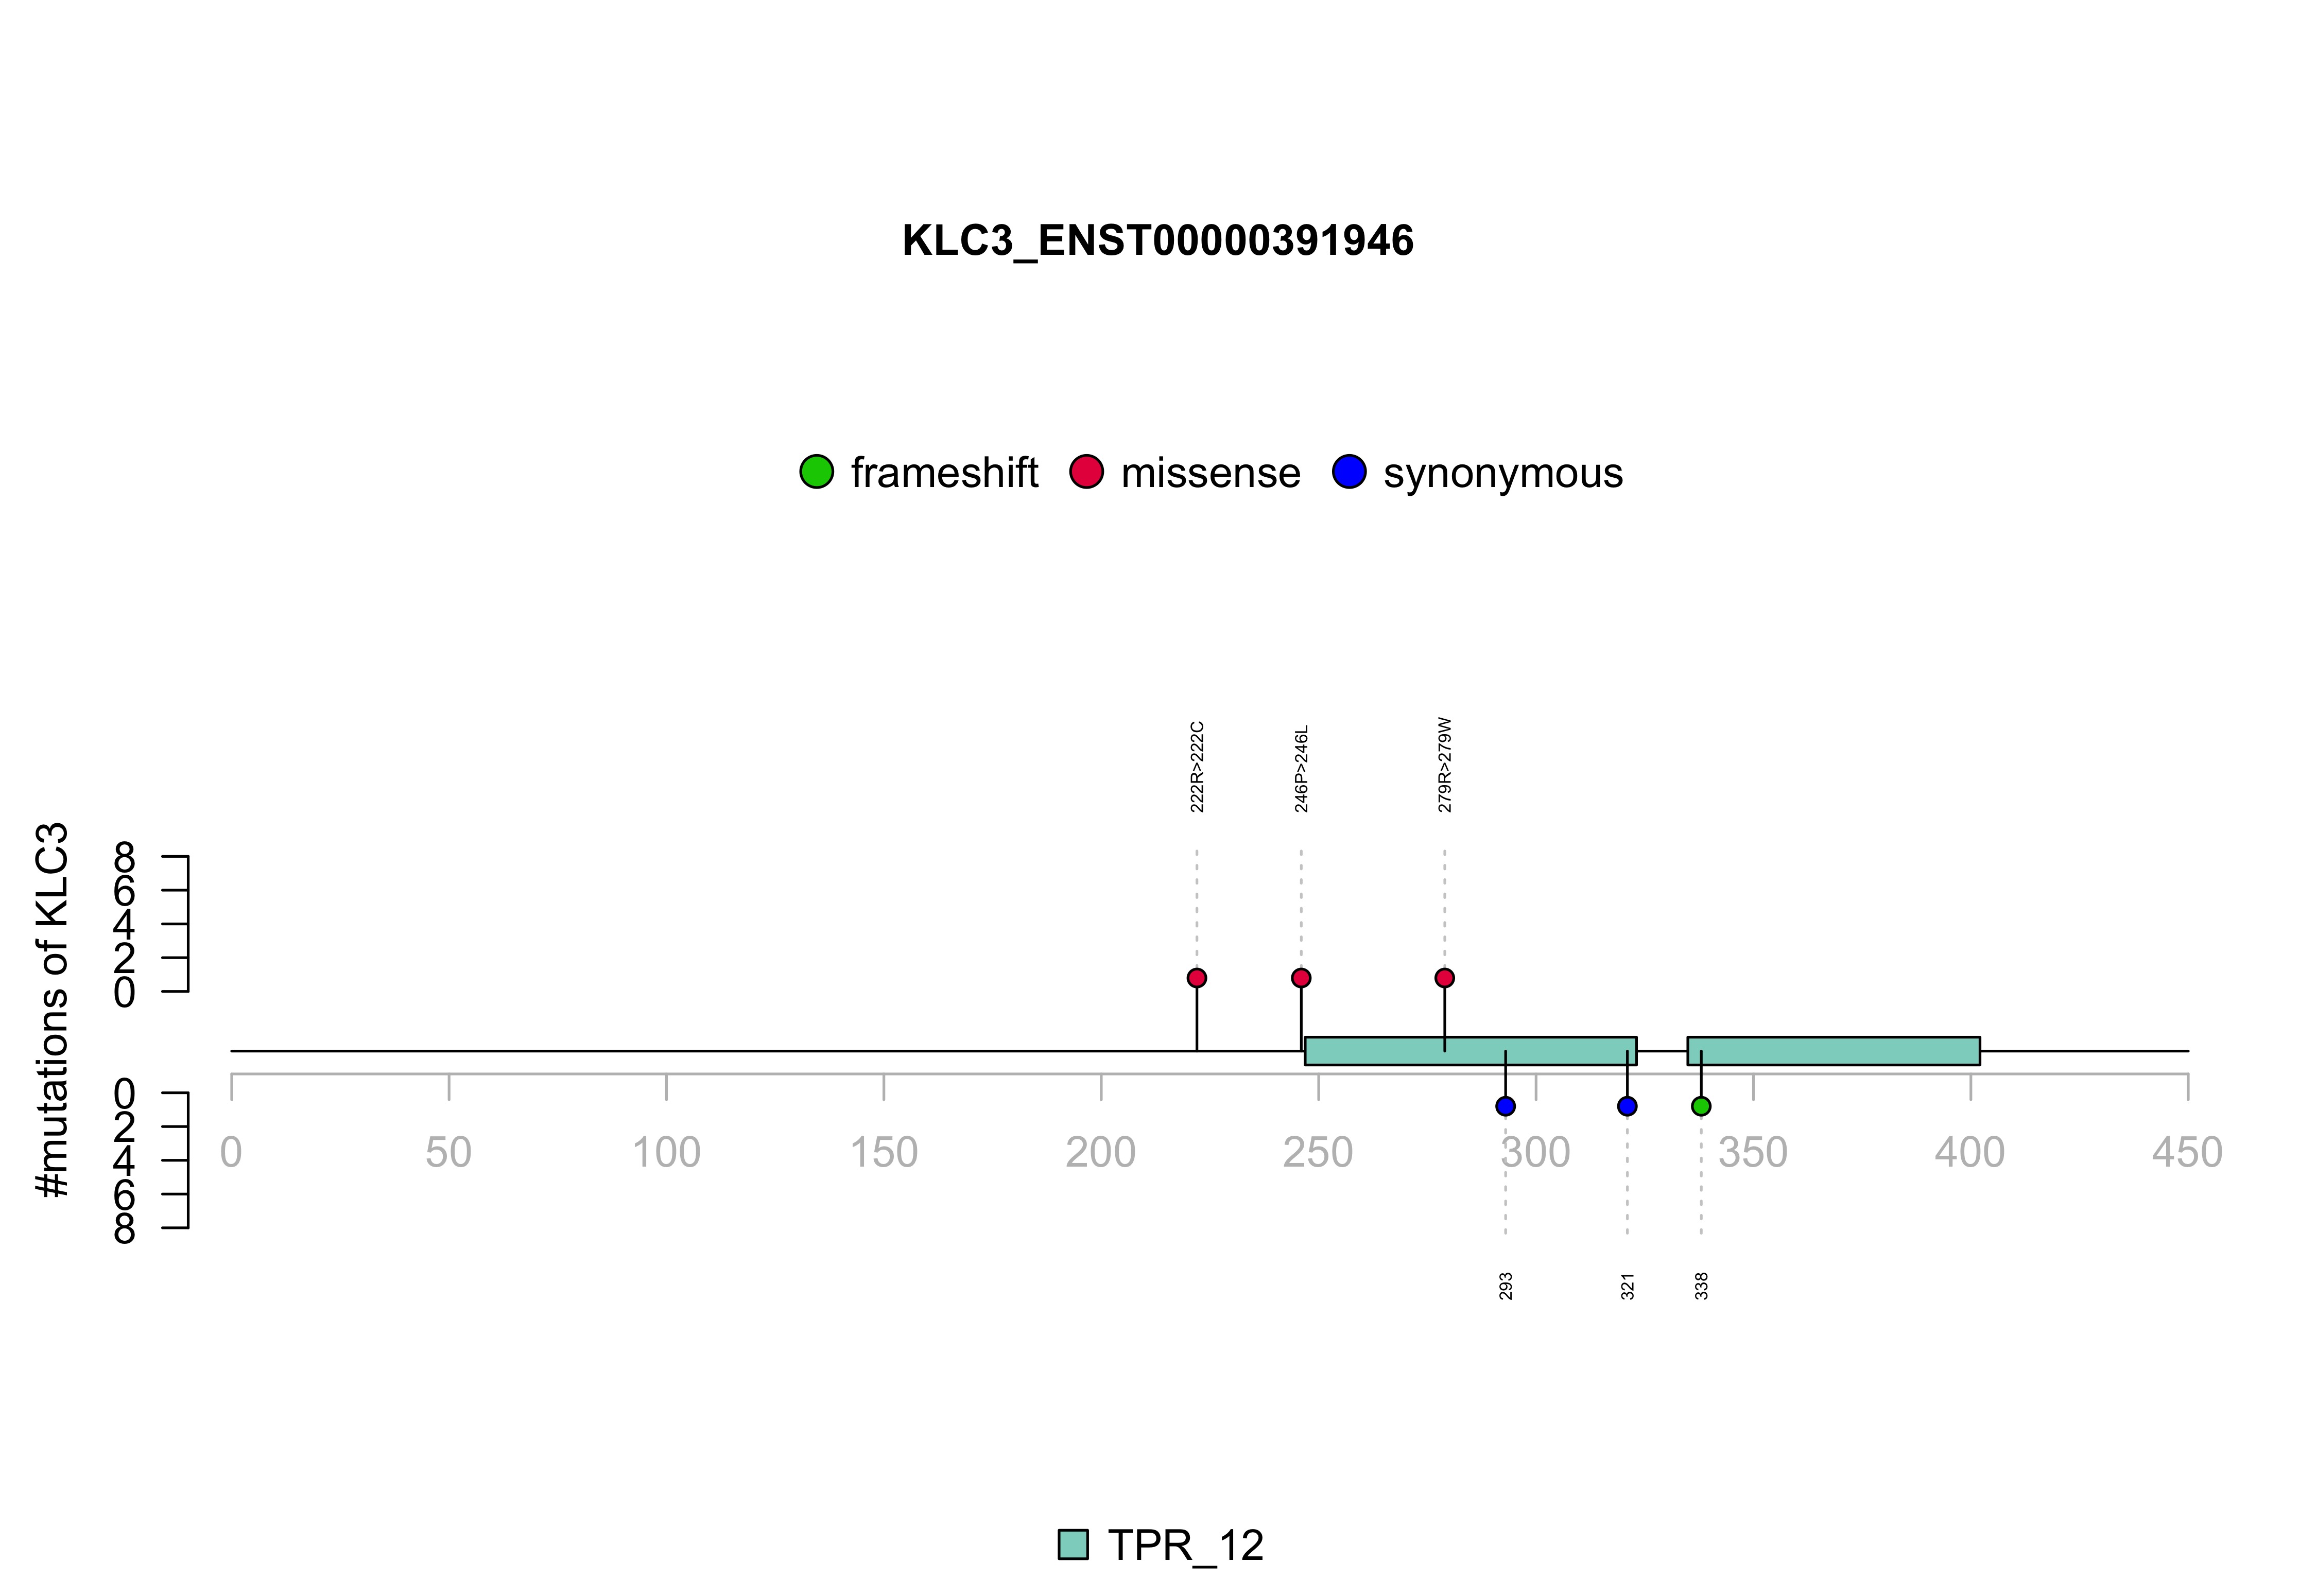 KLC3_ENST00000391946
frameshift missense synonymous
222R>222C 246P>246L 279R>279W
#mutations of KLC3
8
6
4
2
0
0
2
4
6
8
0 50 100 150 200 250 300 350 400 450
293 321 338
TPR_12